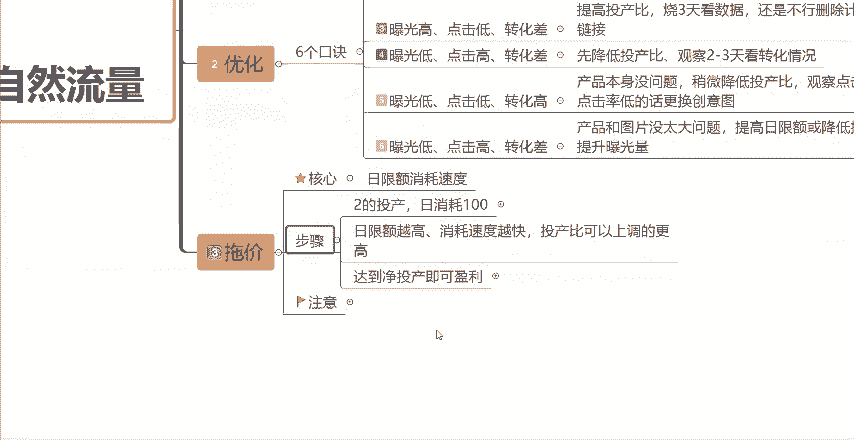 自然流量
2 优化
6个口诀
提高投产比，烧3天看数据，还是不行删除计
链接
曝光高、点击低、转化差
4 曝光低、点击高、转化差
先降低投产比、观察2-3天看转化情况
产品本身没问题，稍微降低投产比，观察点击
点击率低的话更换创意图
5 曝光低、点击低、转化高
产品和图片没太大问题，提高日限额或降低投
提升曝光量
6 曝光低、点击高、转化差
核心
日限额消耗速度
2的投产，日消耗100
步骤
日限额越高、消耗速度越快，投产比可以上调的更
高
3 拖价
达到净投产即可盈利
注意